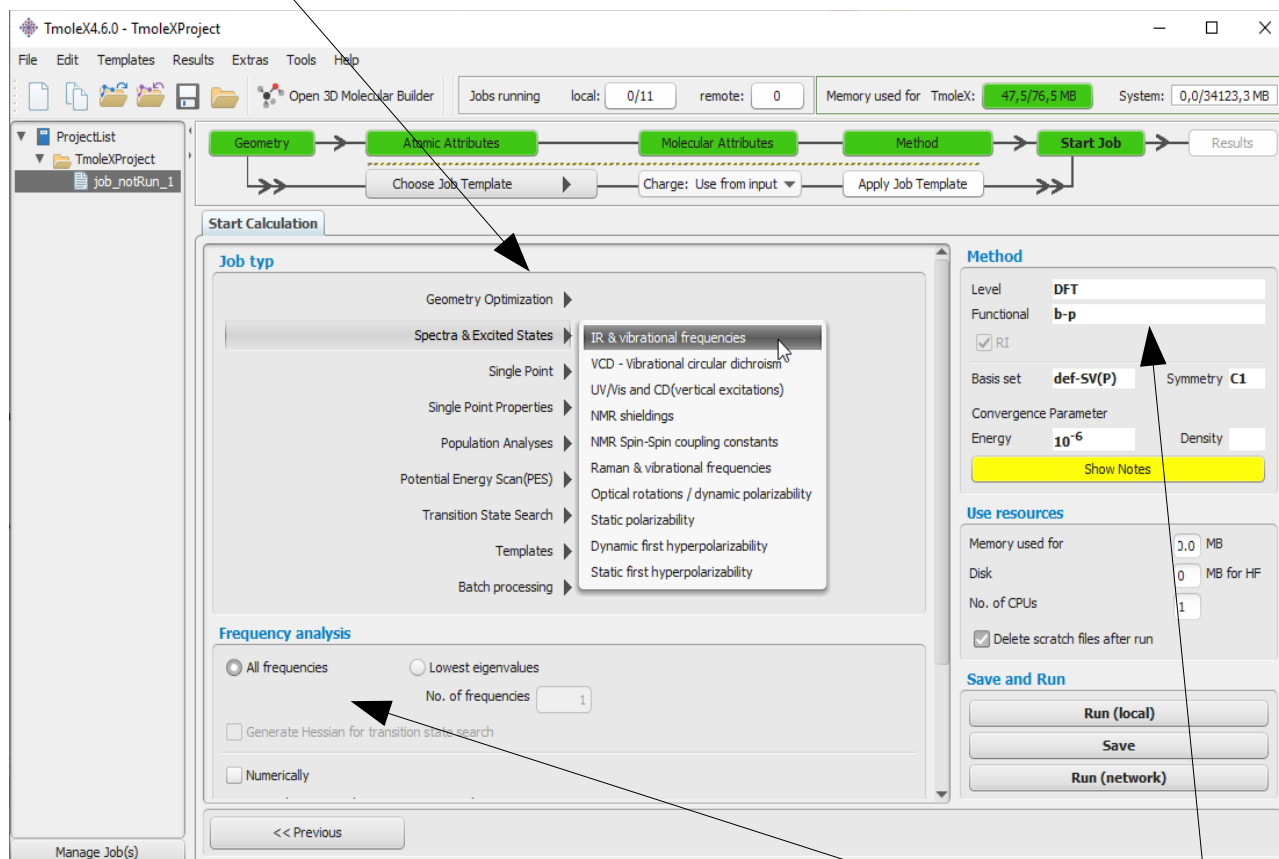 TmoleX4.6.0 - TmoleXProject
File Edit Templates Results Extras Tools Help
Open 3D Molecular Builder Jobs running local: 0/11 remote: 0 Memory used for TmoleX: 47,5/76,5 MB System: 0,0/34123,3 MB
ProjectList
TmoleXProject
job_notRun_1
Geometry Atomic Attributes Molecular Attributes Method Start Job Results
Choose Job Template Charge: Use from input Apply Job Template
Start Calculation
Job typ
Geometry Optimization
Spectra & Excited States
Single Point
Single Point Properties
Population Analyses
Potential Energy Scan(PES)
Transition State Search
Templates
Batch processing
IR & vibrational frequencies
VCD - Vibrational circular dichroism
UV/Vis and CD(vertical excitations)
NMR shieldings
NMR Spin-Spin coupling constants
Raman & vibrational frequencies
Optical rotations / dynamic polarizability
Static polarizability
Dynamic first hyperpolarizability
Static first hyperpolarizability
Frequency analysis
All frequencies Lowest eigenvalues
No. of frequencies 1
Generate Hessian for transition state search
Numerically
<< Previous
Manage Job(s)
Method
Level DFT
Functional b-p
RI
Basis set def-SV(P) Symmetry C1
Convergence Parameter
Energy 10⁻⁶ Density
Show Notes
Use resources
Memory used for 0.0 MB
Disk 0 MB for HF
No. of CPUs 1
Delete scratch files after run
Save and Run
Run (local)
Save
Run (network)